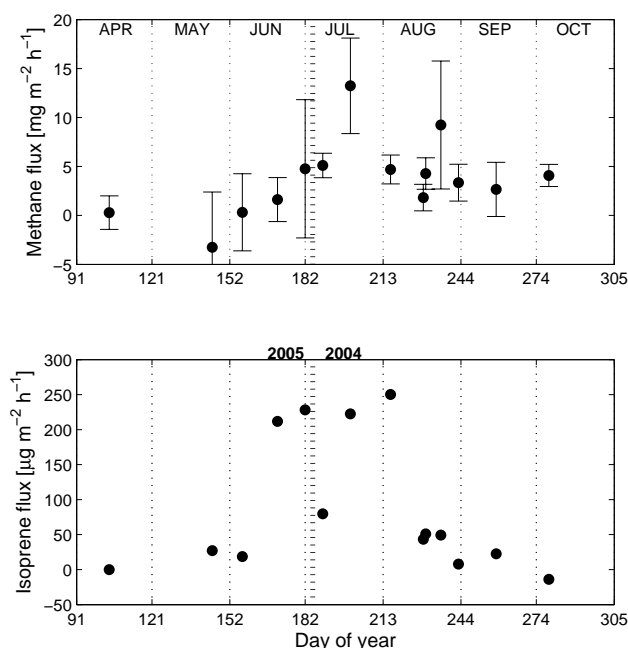 20
APR MAY JUN JUL AUG SEP OCT
15
10
5
0
−5
Methane flux [mg m−2 h−1]
91 121 152 182 213 244 274 305
2005 2004
300
250
200
150
100
50
0
−50
Isoprene flux [µg m−2 h−1]
91 121 152 182 213 244 274 305
Day of year